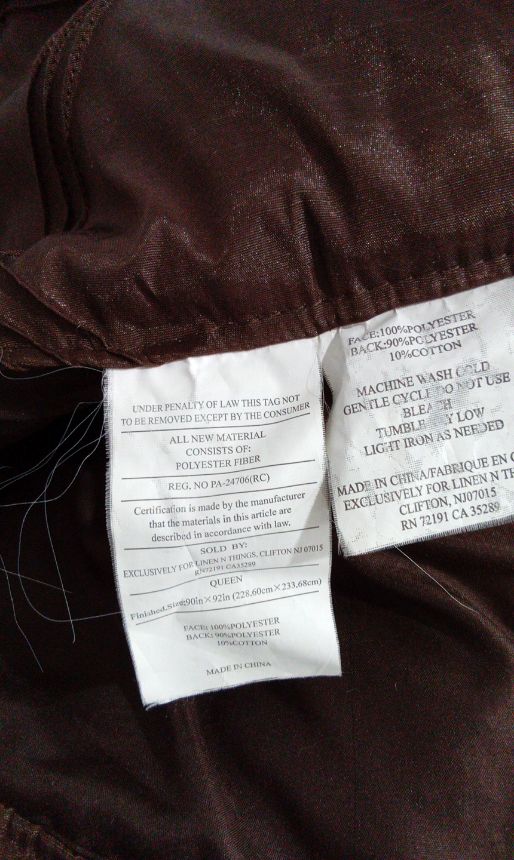 UNDER PENALTY OF LAW THIS TAG NOT
TO BE REMOVED EXCEPT BY THE CONSUMER
ALL NEW MATERIAL
CONSISTS OF:
POLYESTER FIBER
REG. NO PA-24706(RC)
Certification is made by the manufacturer
that the materials in this article are
described in accordance with law.
SOLD BY:
EXCLUSIVELY FOR LINEN N THINGS, CLIFTON NJ 07015
RN72191 CA35289
QUEEN
Finished.Size:90in×92in (228.60cm×233.68cm)
FACE: 100%POLYESTER
BACK: 90%POLYESTER
10%COTTON
MADE IN CHINA
FACE:100%POLYESTER
BACK:90%POLYESTER
10%COTTON
MACHINE WASH COLD
GENTLE CYCLE DO NOT USE
BLEACH
TUMBLE LOW
LIGHT IRON AS NEEDED
MADE IN CHINA/FABRIQUE EN
EXCLUSIVELY FOR LINEN N
CLIFTON, NJ07015
RN 72191 CA 35289